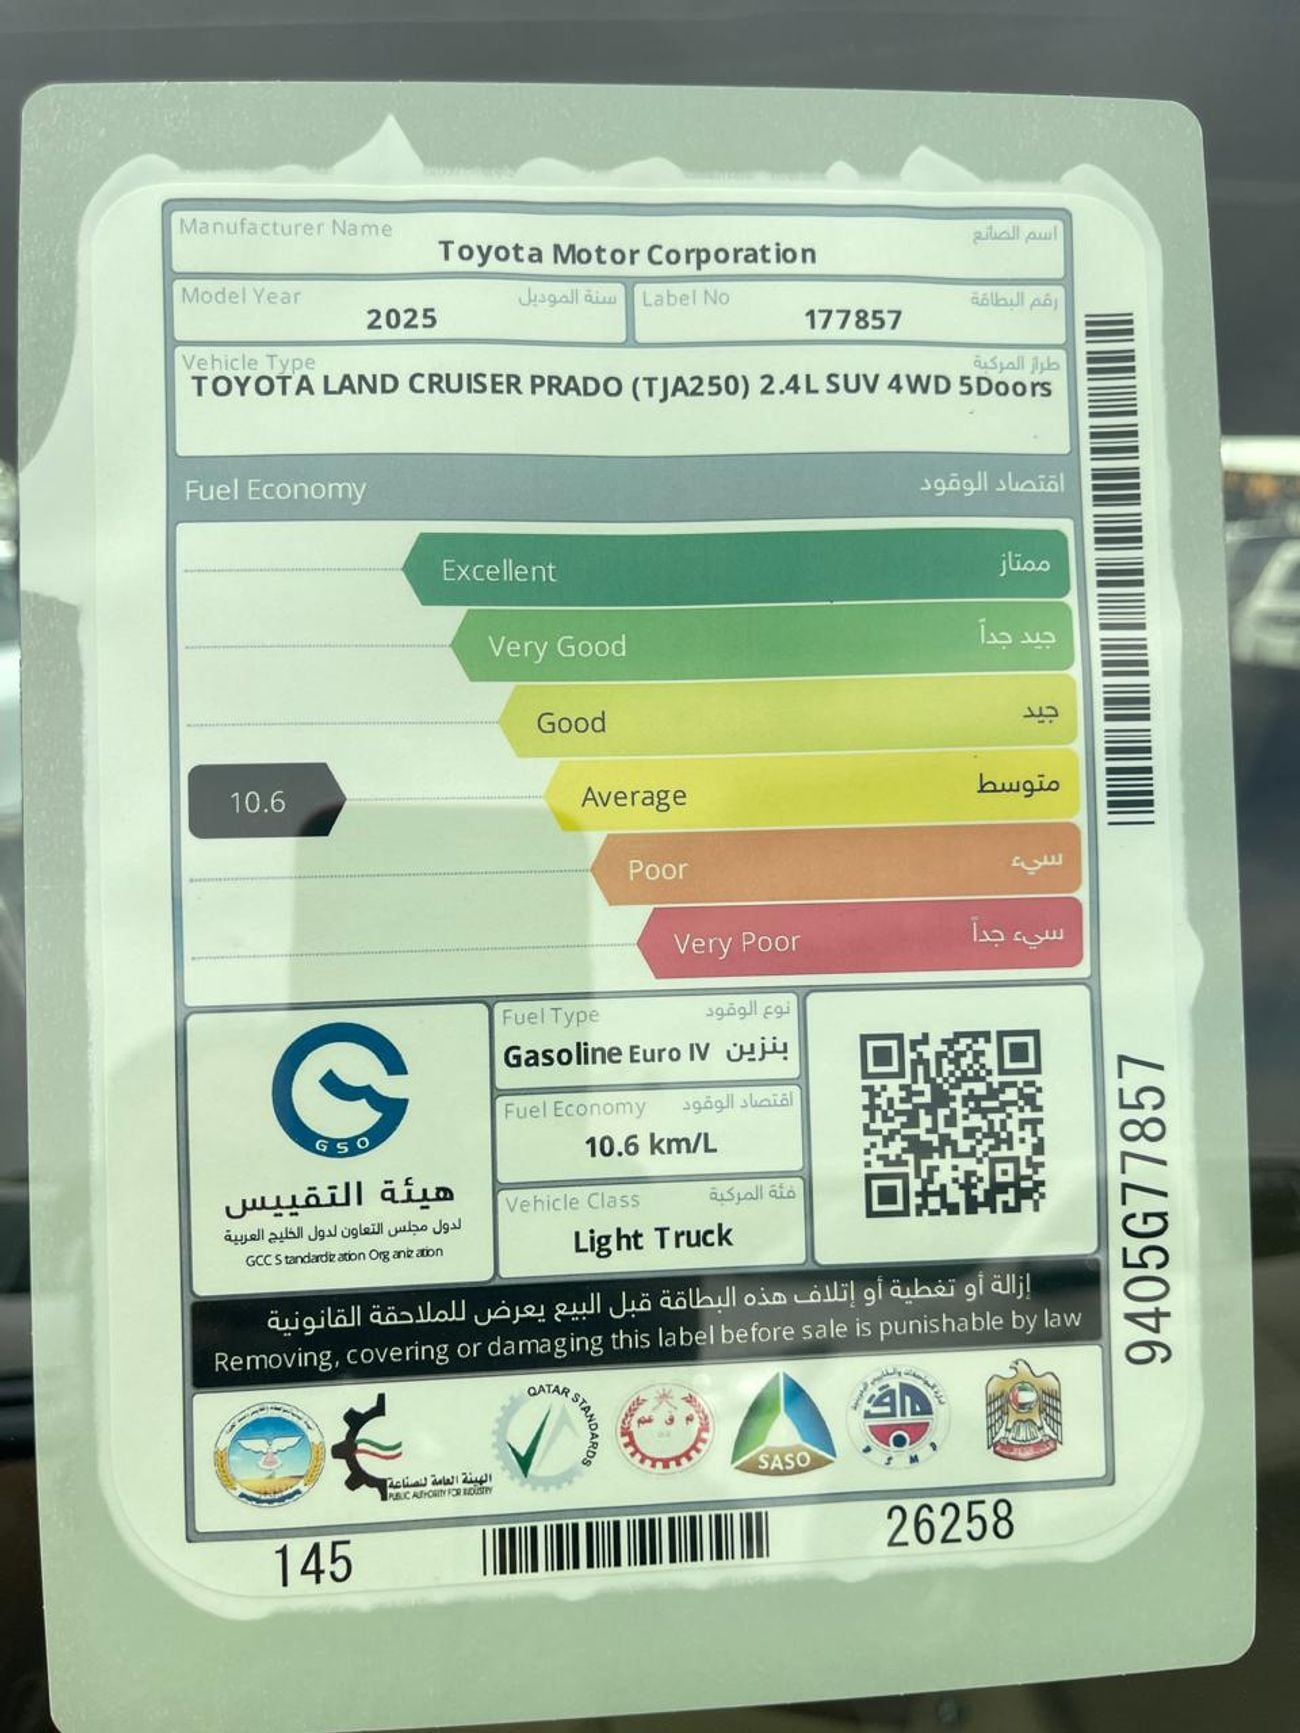 Manufacturer Name اسم الصانع
Toyota Motor Corporation
Model Year سنة الموديل
2025
Label No رقم البطاقة
177857
Vehicle Type طراز المركبة
TOYOTA LAND CRUISER PRADO (TJA250) 2.4L SUV 4WD 5Doors
Fuel Economy اقتصاد الوقود
Excellent ممتاز
Very Good جيد جداً
Good جيد
10.6 Average متوسط
Poor سيء
Very Poor سيء جداً
GSO
هيئة التقييس
لدول مجلس التعاون لدول الخليج العربية
GCC Standardization Organization
Fuel Type نوع الوقود
Gasoline Euro IV بنزين
Fuel Economy اقتصاد الوقود
10.6 km/L
Vehicle Class فئة المركبة
Light Truck
9405G77857
إزالة أو تغطية أو إتلاف هذه البطاقة قبل البيع يعرض للملاحقة القانونية
Removing, covering or damaging this label before sale is punishable by law
الهيئة العامة للصناعة
PUBLIC AUTHORITY FOR INDUSTRY
QATAR STANDARDS
م ق عم
SASO
B S M D
145
26258